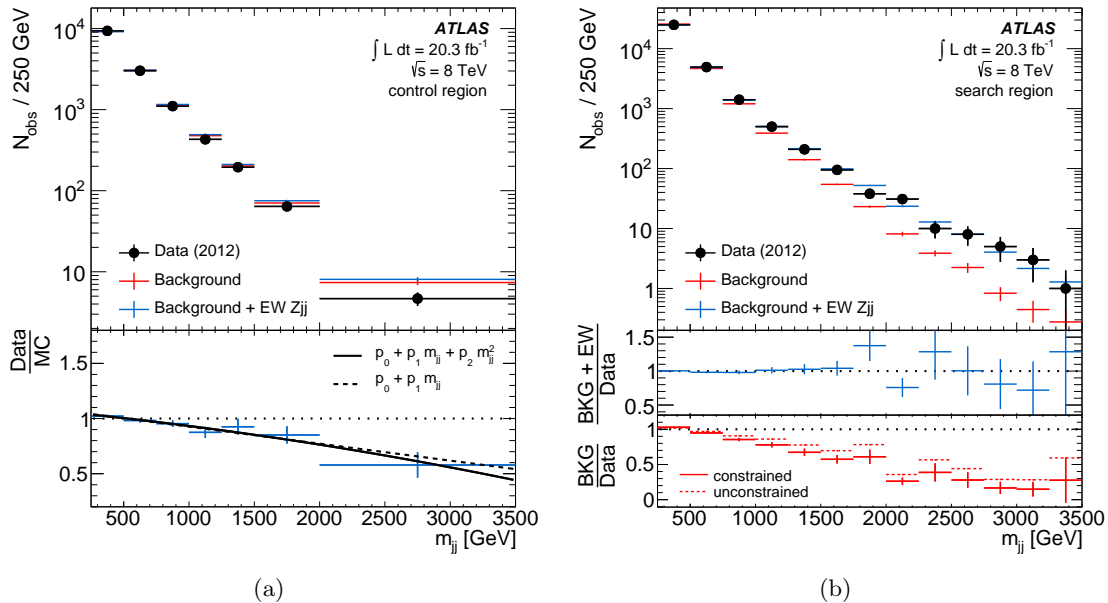 ATLAS
∫ L dt = 20.3 fb⁻¹
√s = 8 TeV
control region
N_obs / 250 GeV
10⁴
10³
10²
10
Data (2012)
Background
Background + EW Zjj
Data
MC
1.5
1
0.5
p₀ + p₁ m_jj + p₂ m²_jj
p₀ + p₁ m_jj
500 1000 1500 2000 2500 3000 3500
m_jj [GeV]
(a)
ATLAS
∫ L dt = 20.3 fb⁻¹
√s = 8 TeV
search region
N_obs / 250 GeV
10⁴
10³
10²
10
1
Data (2012)
Background
Background + EW Zjj
BKG + EW
Data
1.5
1
0.5
BKG
Data
1
0.5
0
constrained
unconstrained
500 1000 1500 2000 2500 3000 3500
m_jj [GeV]
(b)